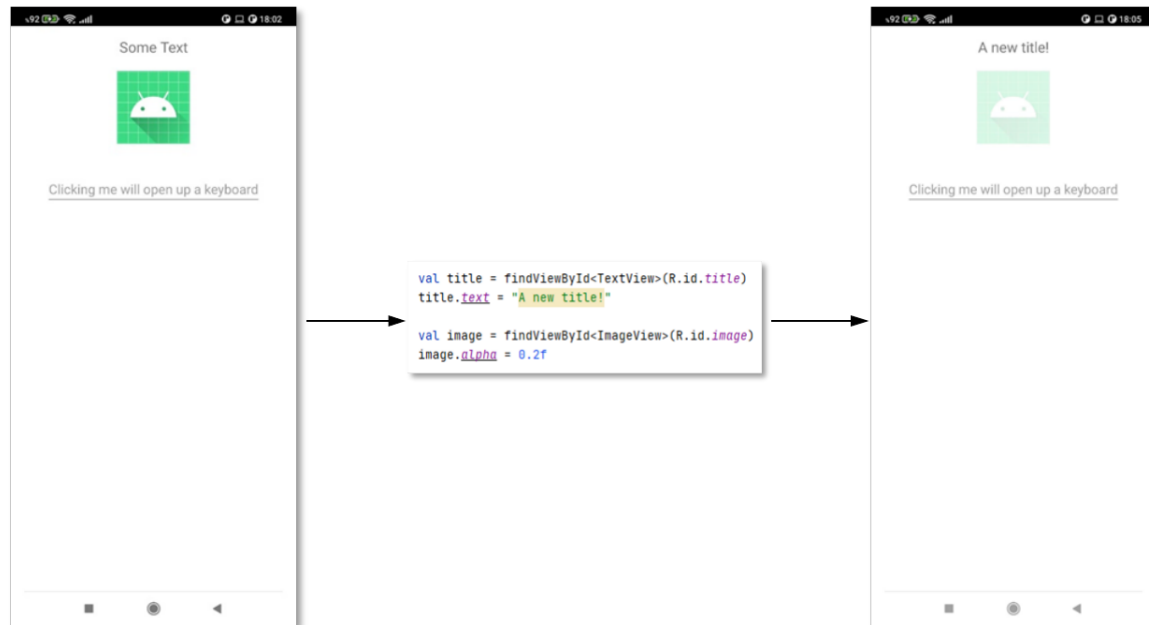 92 18:02
Some Text
Clicking me will open up a keyboard
val title = findViewById<TextView>(R.id.title)
title.text = "A new title!"
val image = findViewById<ImageView>(R.id.image)
image.alpha = 0.2f
92 18:05
A new title!
Clicking me will open up a keyboard